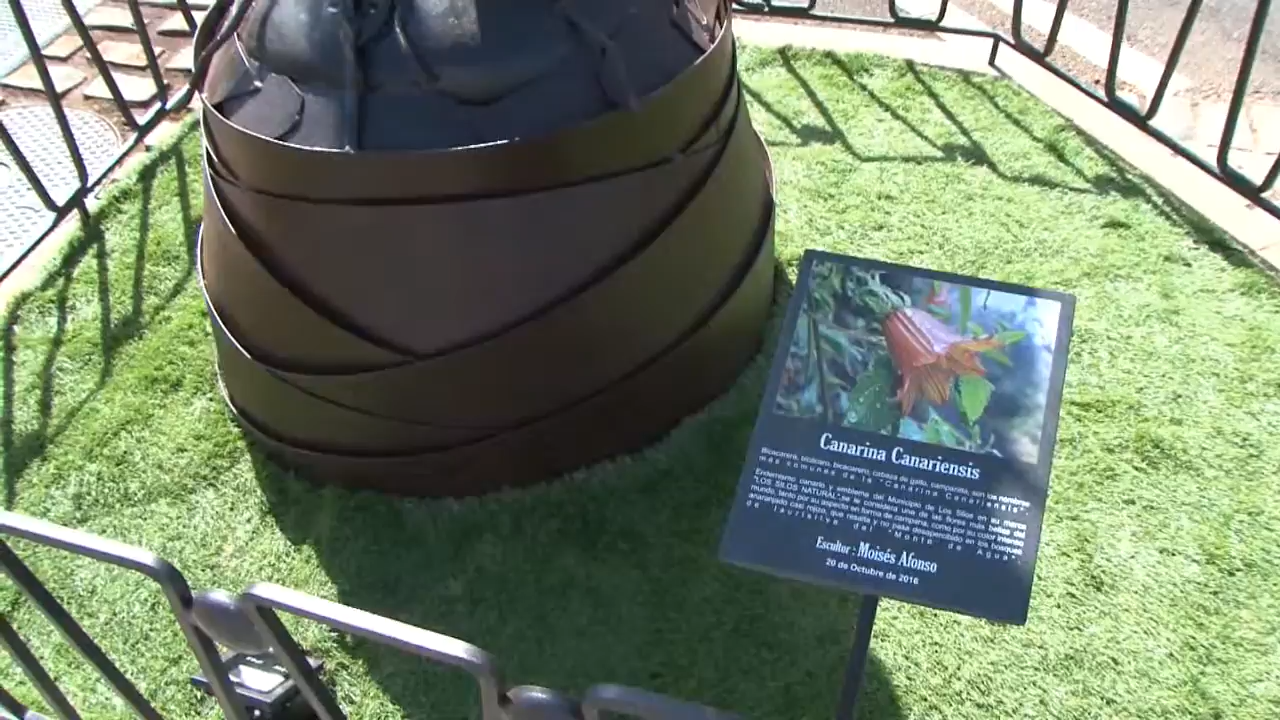 Canarina Canariensis
Bicacarera, bicácaro, bicacarero, cabeza de gallo, campanilla, son los nombres
más comunes de la "Canarina Canariensis".
Endemismo canario y emblema del Municipio de Los Silos en su marca
"LOS SILOS NATURAL" se le considera una de las flores más bellas del
mundo, tanto por su aspecto en forma de campana, como por su color intenso
anaranjado casi rojizo, que resalta y no pasa desapercibido en los bosques
de laurisilva del "Monte de Agua".
Escultor : Moisés Afonso
20 de Octubre de 2016